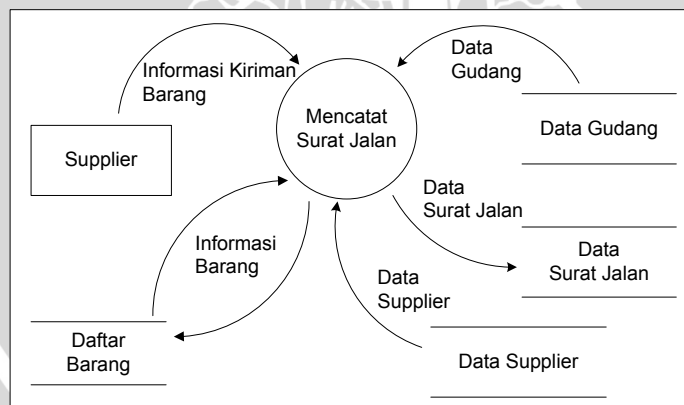 Informasi Kiriman
Barang
Data
Gudang
Mencatat
Surat Jalan
Data Gudang
Supplier
Data
Surat Jalan
Informasi
Barang
Data
Surat Jalan
Data
Supplier
Daftar
Barang
Data Supplier